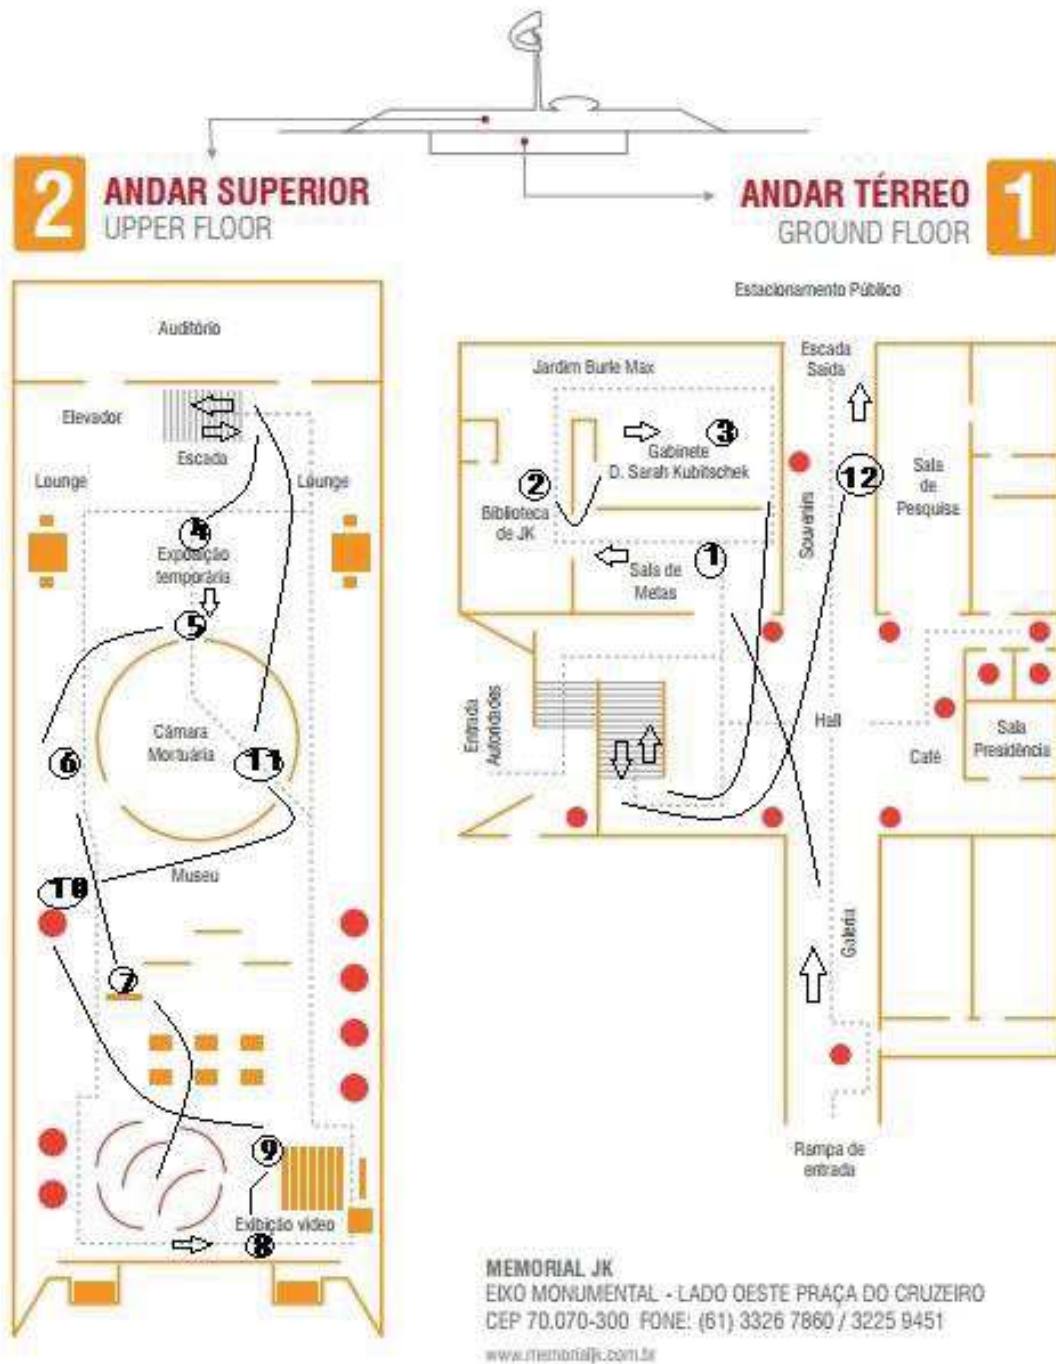 2
ANDAR SUPERIOR
UPPER FLOOR
ANDAR TÉRREO
GROUND FLOOR
1
Estacionamento Público
Auditório
Elevador
Escada
Lounge
Lounge
4
Exposição
temporária
5
Câmara
Mortuária
6
11
10
Museu
7
9
Exibição vídeo
8
Jardim Burle Max
Escada
Saída
3
Gabinete
D. Sarah Kubitschek
2
Biblioteca
de JK
12
Sala
de
Pesquisa
Souvenirs
1
Sala de
Metas
Entrada
Autoridades
Hall
Café
Sala
Presidência
Galeria
Rampa de
entrada
MEMORIAL JK
EIXO MONUMENTAL - LADO OESTE PRAÇA DO CRUZEIRO
CEP 70.070-300 FONE: (61) 3326 7860 / 3225 9451
www.memorialjk.com.br